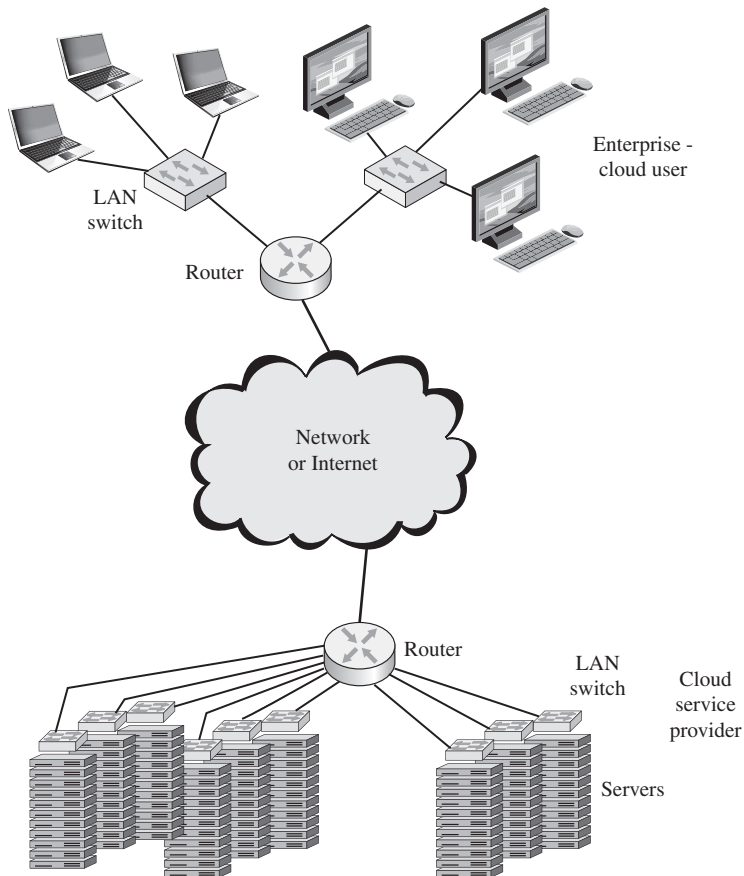 Enterprise -
cloud user
LAN
switch
Router
Network
or Internet
Router
LAN
switch
Cloud
service
provider
Servers